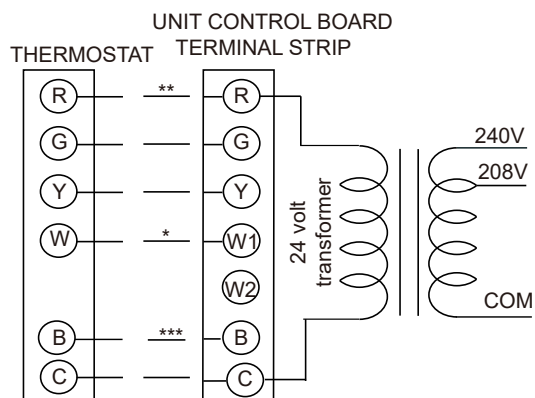 UNIT CONTROL BOARD
TERMINAL STRIP
THERMOSTAT
R ** R
G G
Y Y
W * W1
W2
B *** B
C C
24 volt
transformer
240V
208V
COM